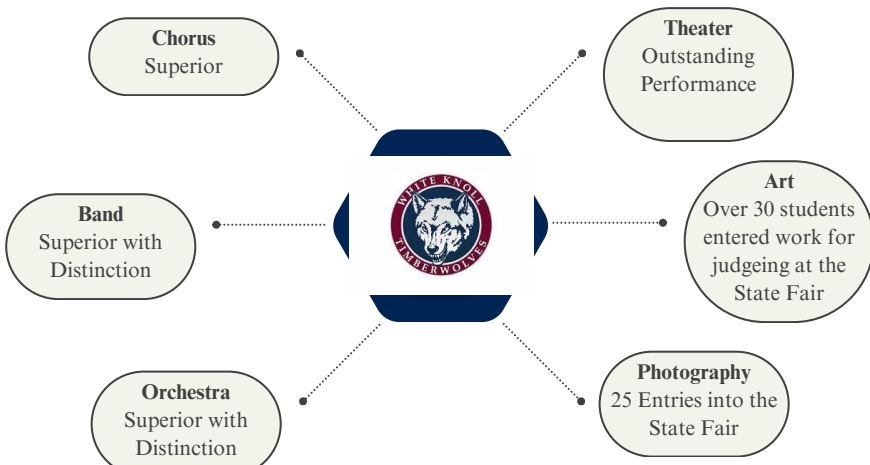 Chorus
Superior
Theater
Outstanding
Performance
WHITE KNOLL
TIMBERWOLVES
Band
Superior with
Distinction
Art
Over 30 students
entered work for
judgeing at the
State Fair
Orchestra
Superior with
Distinction
Photography
25 Entries into the
State Fair